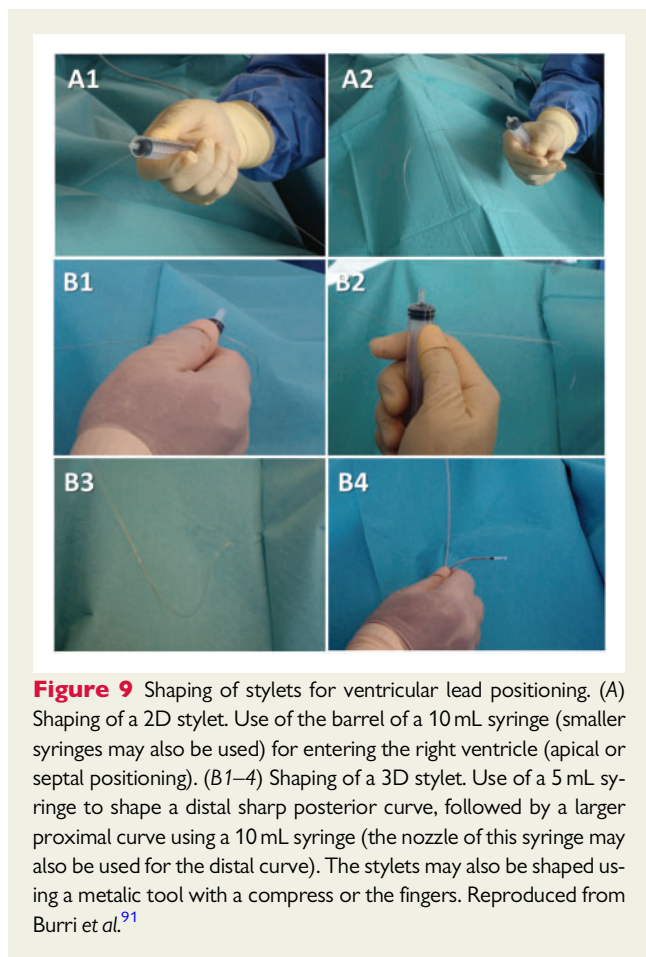 A1
A2
B1
B2
B3
B4
Figure 9 Shaping of stylets for ventricular lead positioning. (A)
Shaping of a 2D stylet. Use of the barrel of a 10 mL syringe (smaller
syringes may also be used) for entering the right ventricle (apical or
septal positioning). (B1–4) Shaping of a 3D stylet. Use of a 5 mL sy-
ringe to shape a distal sharp posterior curve, followed by a larger
proximal curve using a 10 mL syringe (the nozzle of this syringe may
also be used for the distal curve). The stylets may also be shaped us-
ing a metalic tool with a compress or the fingers. Reproduced from
Burri et al.91